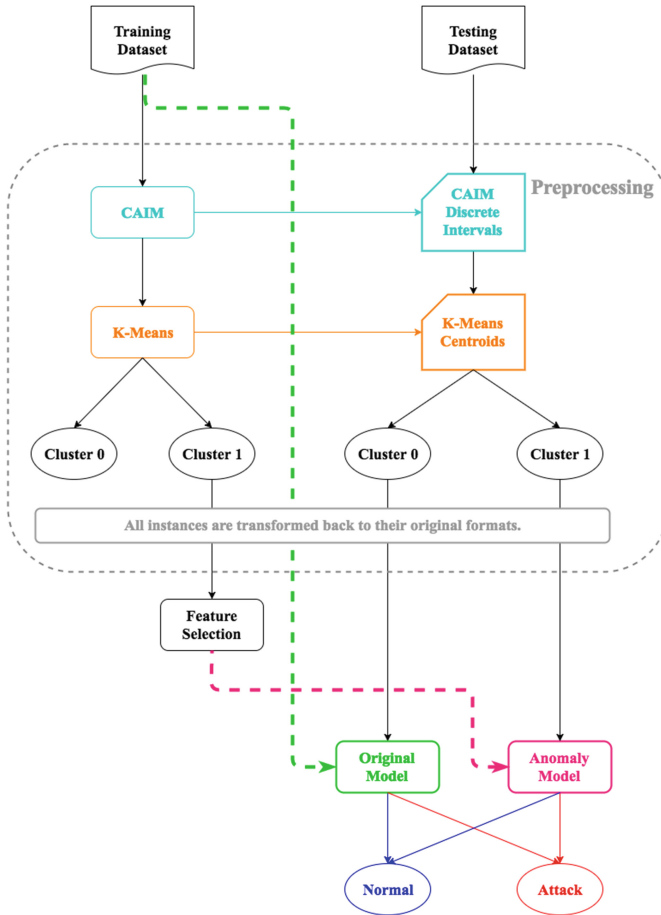 Training
Dataset
Testing
Dataset
Preprocessing
CAIM
CAIM
Discrete
Intervals
K-Means
K-Means
Centroids
Cluster 0
Cluster 1
Cluster 0
Cluster 1
All instances are transformed back to their original formats.
Feature
Selection
Original
Model
Anomaly
Model
Normal
Attack